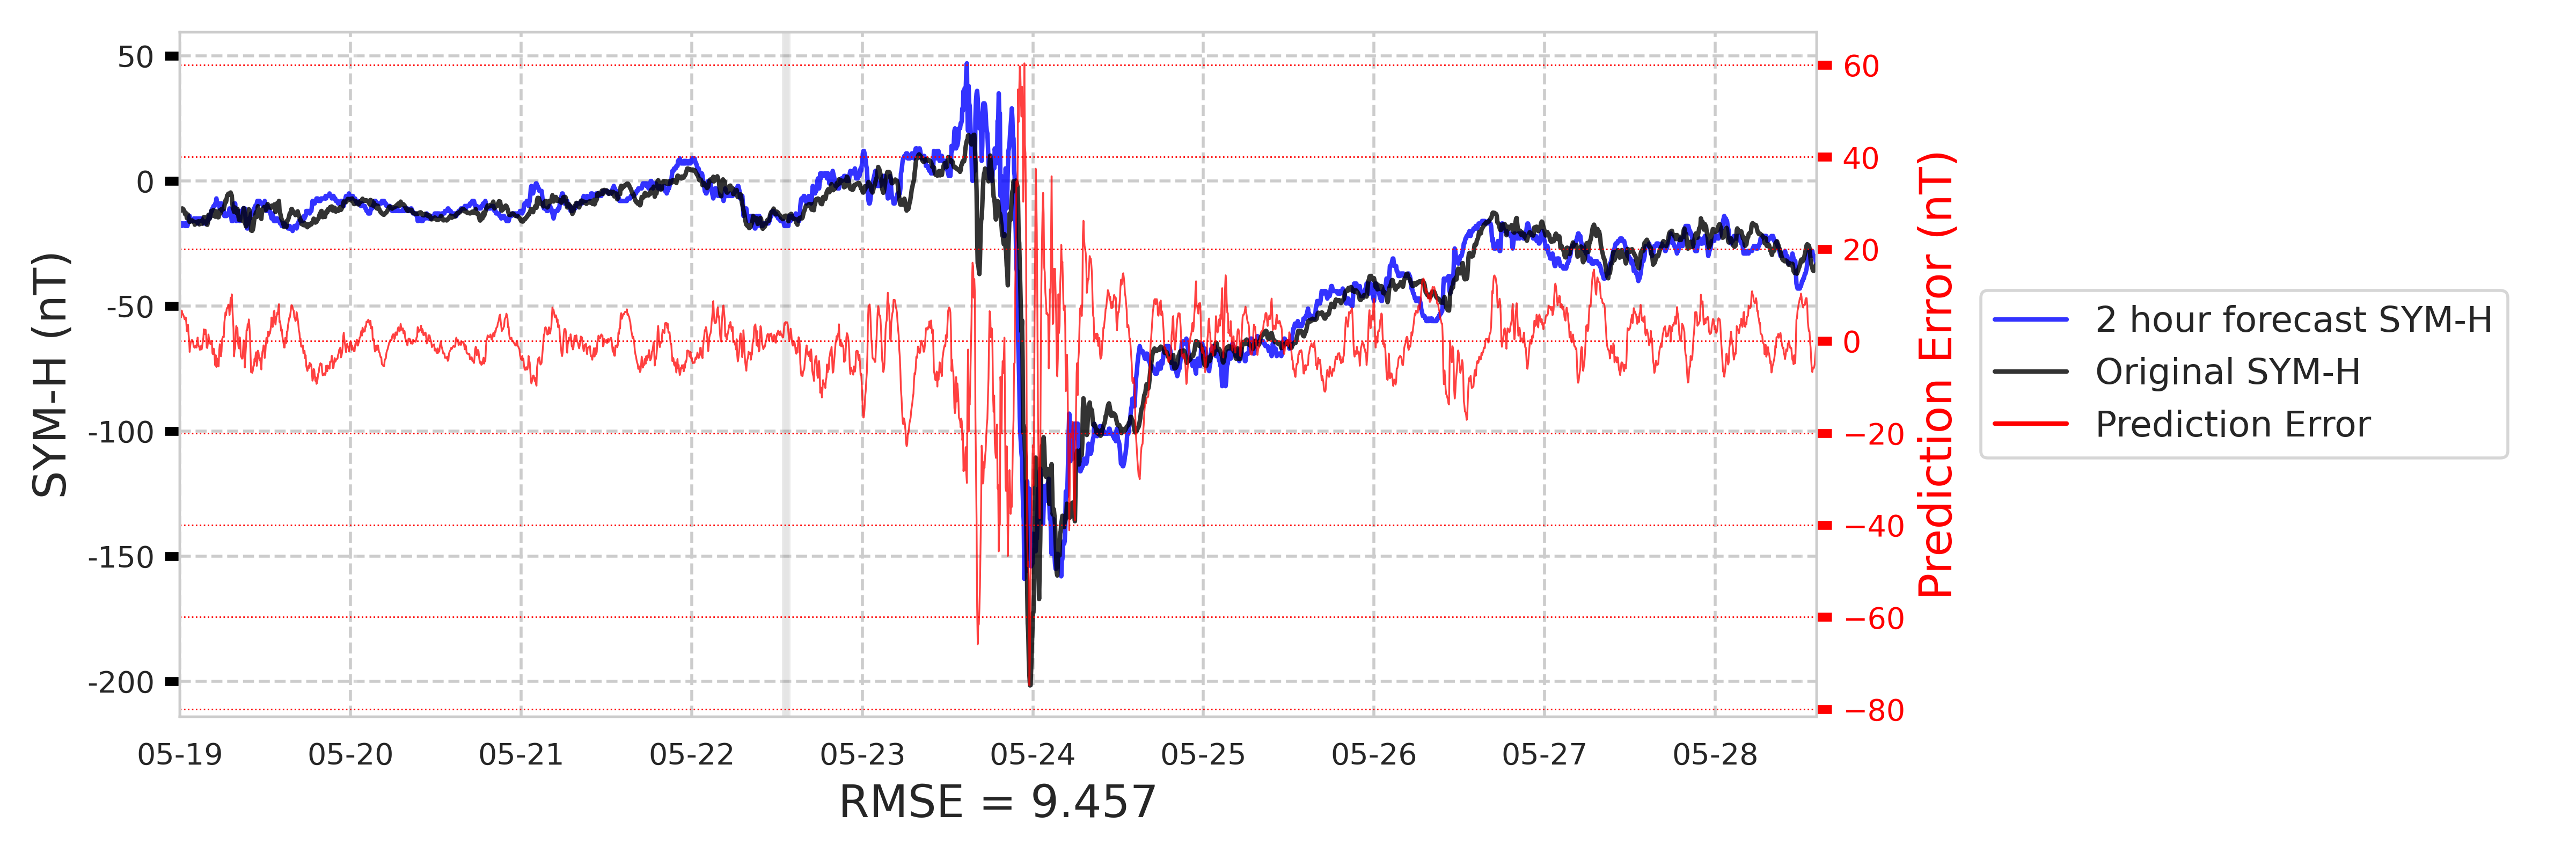 SYM-H (nT)
50
0
-50
-100
-150
-200
05-19 05-20 05-21 05-22 05-23 05-24 05-25 05-26 05-27 05-28
RMSE = 9.457
60
40
20
0
−20
−40
−60
−80
Prediction Error (nT)
2 hour forecast SYM-H
Original SYM-H
Prediction Error